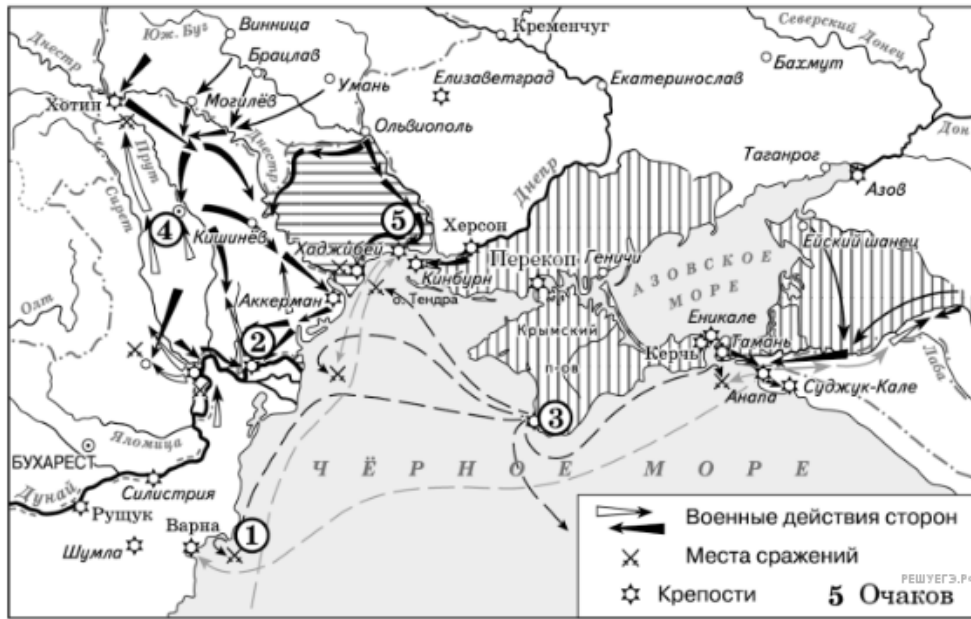 Винница
Кременчуг
Северский Донец
Юж. Буг
Днестр
Брацлав
Бахмут
Елизаветград
Екатеринослав
Умань
Хотин
Могилёв
Ольвиополь
Дон
Днестр
Прут
Днепр
Таганрог
Азов
Сирет
4
5
Херсон
Кишинёв
Ейский шанец
Хаджибей
Перекоп
Геничи
Кинбурн
АЗОВСКОЕ
МОРЕ
Олт
Аккерман
о. Тендра
Крымский
п-ов
Еникале
2
Керчь
Тамань
Лаба
Анапа
Суджук-Кале
3
Яломица
БУХАРЕСТ
ЧЁРНОЕ МОРЕ
Дунай
Силистрия
Рущук
Варна
1
Шумла
Военные действия сторон
Места сражений
Крепости
5 Очаков
РЕШУЕГЭ.РФ